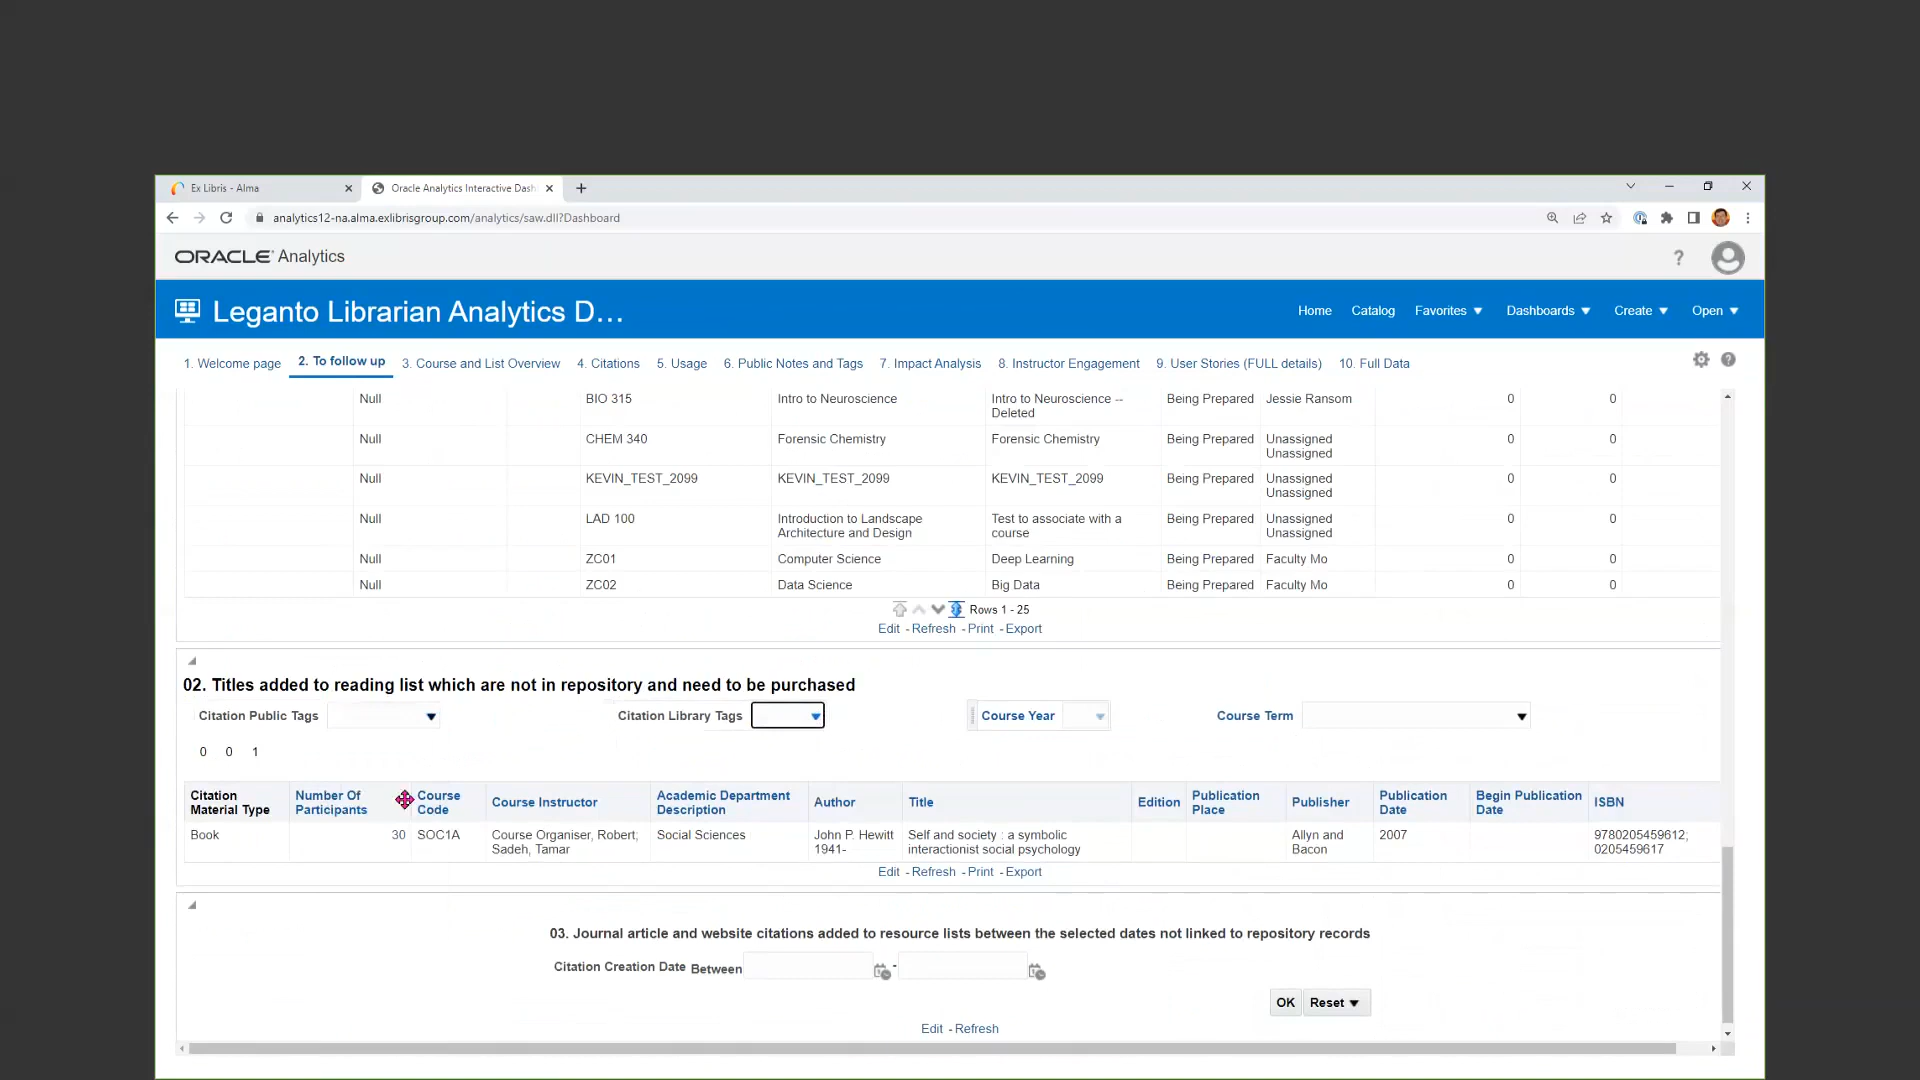 Ex Libris - Alma
Oracle Analytics Interactive Dash
analytics12-na.alma.exlibrisgroup.com/analytics/saw.dll?Dashboard
ORACLE Analytics
?
Leganto Librarian Analytics D...
Home Catalog Favorites Dashboards Create Open
1. Welcome page 2. To follow up 3. Course and List Overview 4. Citations 5. Usage 6. Public Notes and Tags 7. Impact Analysis 8. Instructor Engagement 9. User Stories (FULL details) 10. Full Data
Null BIO 315 Intro to Neuroscience Intro to Neuroscience -- Being Prepared Jessie Ransom 0 0
Deleted
Null CHEM 340 Forensic Chemistry Forensic Chemistry Being Prepared Unassigned 0 0
Unassigned
Null KEVIN_TEST_2099 KEVIN_TEST_2099 KEVIN_TEST_2099 Being Prepared Unassigned 0 0
Unassigned
Null LAD 100 Introduction to Landscape Test to associate with a Being Prepared Unassigned 0 0
Architecture and Design course Unassigned
Null ZC01 Computer Science Deep Learning Being Prepared Faculty Mo 0 0
Null ZC02 Data Science Big Data Being Prepared Faculty Mo 0 0
Rows 1 - 25
Edit - Refresh - Print - Export
02. Titles added to reading list which are not in repository and need to be purchased
Citation Public Tags Citation Library Tags Course Year Course Term
0 0 1
Citation Number Of Course Course Instructor Academic Department Author Title Edition Publication Publisher Publication Begin Publication ISBN
Material Type Participants Code Description Place Date Date
Book 30 SOC1A Course Organiser, Robert; Social Sciences John P. Hewitt Self and society : a symbolic Allyn and 2007 9780205459612;
Sadeh, Tamar 1941- interactionist social psychology Bacon 0205459617
Edit - Refresh - Print - Export
03. Journal article and website citations added to resource lists between the selected dates not linked to repository records
Citation Creation Date Between -
OK Reset
Edit - Refresh